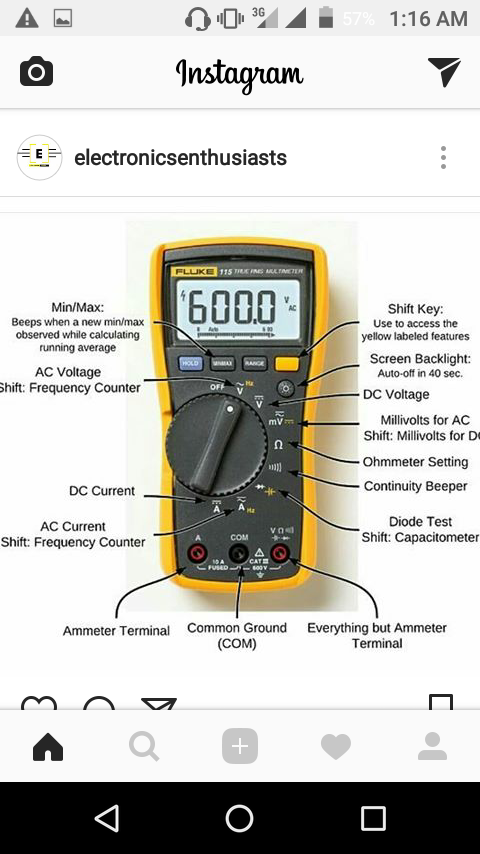 3G
57%
1:16 AM
Instagram
E
electronicsenthusiasts
FLUKE 115 TRUE RMS MULTIMETER
600.0 V AC
0 Auto 600
HOLD MIN MAX RANGE
OFF
V Hz
V
mV
Ω
A
A Hz
A COM V Ω
10 A
FUSED
CAT III
600 V
Min/Max:
Beeps when a new min/max
observed while calculating
running average
AC Voltage
Shift: Frequency Counter
DC Current
AC Current
Shift: Frequency Counter
Shift Key:
Use to access the
yellow labeled features
Screen Backlight:
Auto-off in 40 sec.
DC Voltage
Millivolts for AC
Shift: Millivolts for DC
Ohmmeter Setting
Continuity Beeper
Diode Test
Shift: Capacitometer
Ammeter Terminal
Common Ground
(COM)
Everything but Ammeter
Terminal